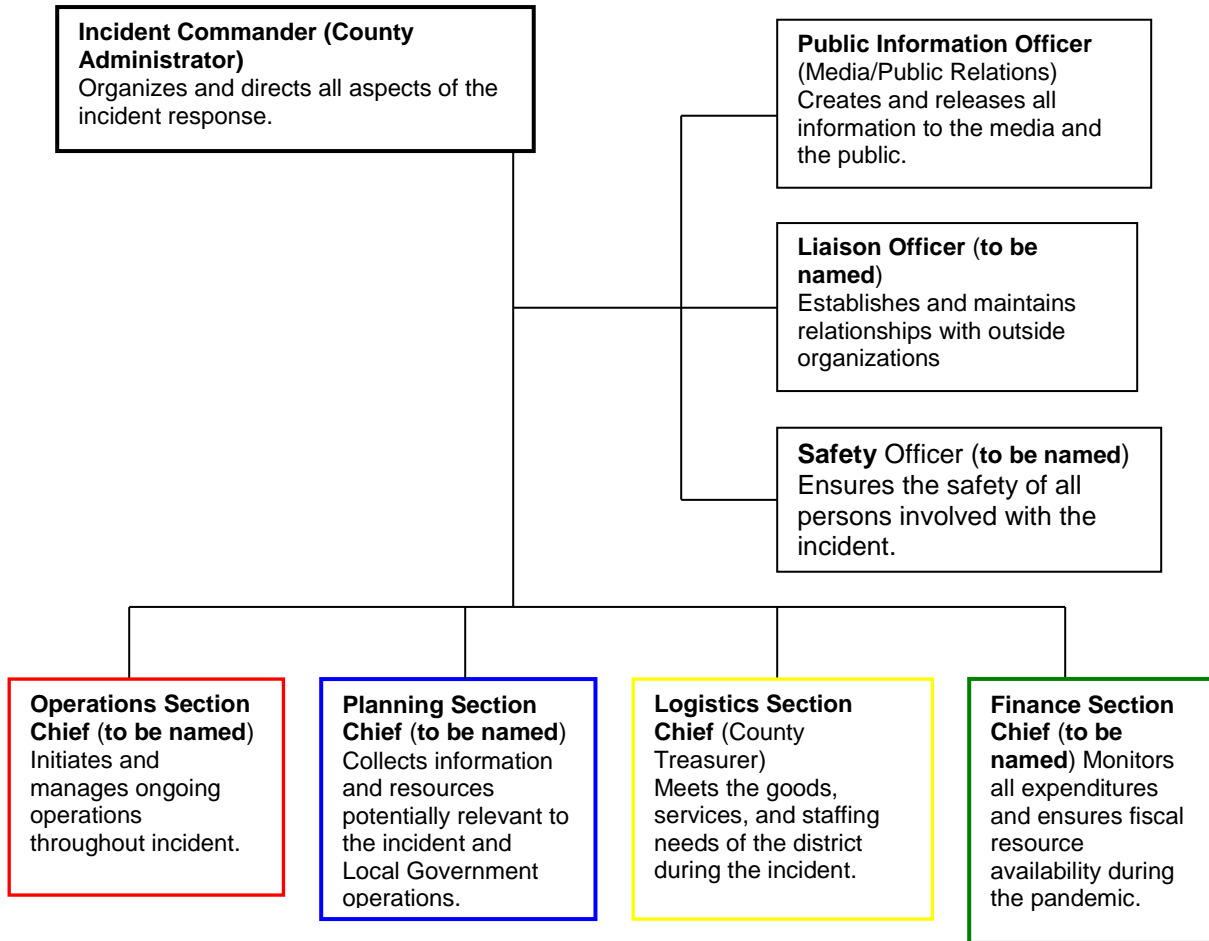 Incident Commander (County
Administrator)
Organizes and directs all aspects of the
incident response.
Public Information Officer
(Media/Public Relations)
Creates and releases all
information to the media and
the public.
Liaison Officer (to be
named)
Establishes and maintains
relationships with outside
organizations
Safety Officer (to be named)
Ensures the safety of all
persons involved with the
incident.
Operations Section
Chief (to be named)
Initiates and
manages ongoing
operations
throughout incident.
Planning Section
Chief (to be named)
Collects information
and resources
potentially relevant to
the incident and
Local Government
operations.
Logistics Section
Chief (County
Treasurer)
Meets the goods,
services, and staffing
needs of the district
during the incident.
Finance Section
Chief (to be
named) Monitors
all expenditures
and ensures fiscal
resource
availability during
the pandemic.